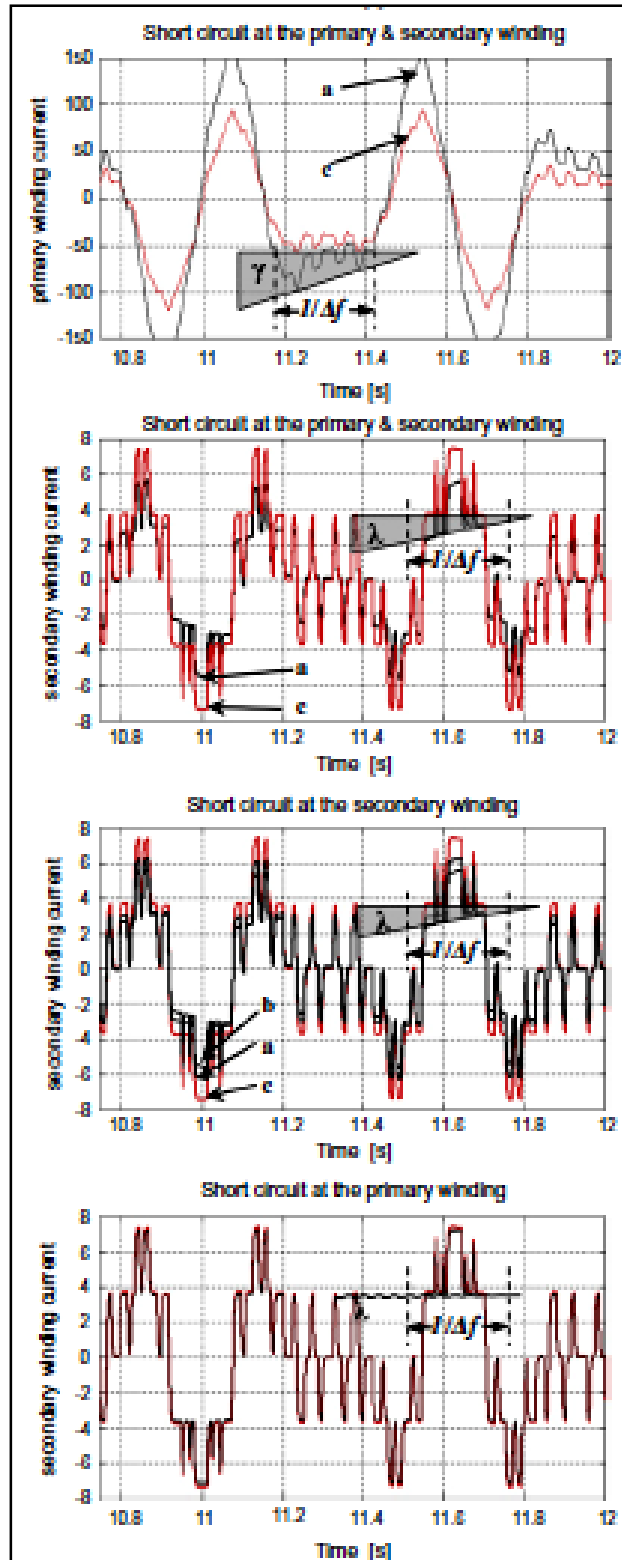 Short circuit at the primary & secondary winding
primary winding current
150
100
50
0
-50
-100
-150
a
c
γ
1/Δf
10.8 11 11.2 11.4 11.6 11.8 12
Time [s]
Short circuit at the primary & secondary winding
secondary winding current
8
6
4
2
0
-2
-4
-6
-8
λ
1/Δf
a
c
10.8 11 11.2 11.4 11.6 11.8 12
Time [s]
Short circuit at the secondary winding
secondary winding current
8
6
4
2
0
-2
-4
-6
-8
λ
1/Δf
b
a
c
10.8 11 11.2 11.4 11.6 11.8 12
Time [s]
Short circuit at the primary winding
secondary winding current
8
6
4
2
0
-2
-4
-6
-8
λ
1/Δf
10.8 11 11.2 11.4 11.6 11.8 12
Time [s]